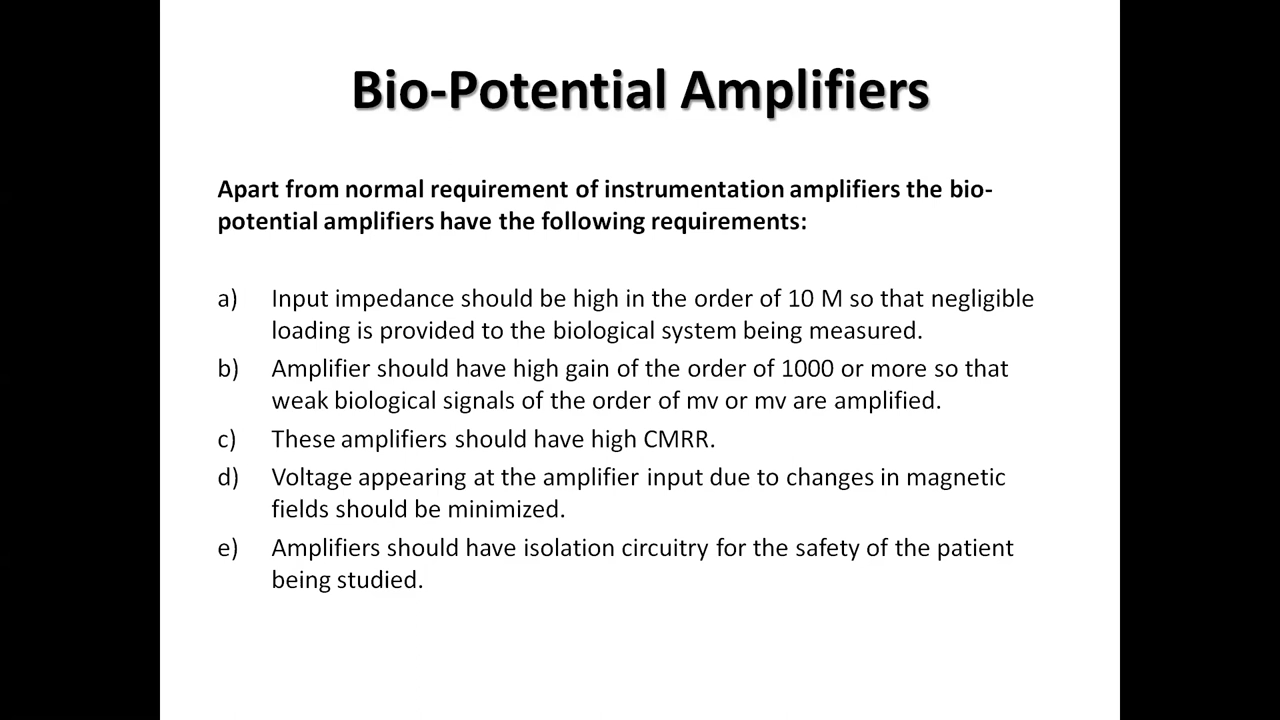 Bio-Potential Amplifiers
Apart from normal requirement of instrumentation amplifiers the bio-
potential amplifiers have the following requirements:
a) Input impedance should be high in the order of 10 M so that negligible
loading is provided to the biological system being measured.
b) Amplifier should have high gain of the order of 1000 or more so that
weak biological signals of the order of mv or mv are amplified.
c) These amplifiers should have high CMRR.
d) Voltage appearing at the amplifier input due to changes in magnetic
fields should be minimized.
e) Amplifiers should have isolation circuitry for the safety of the patient
being studied.